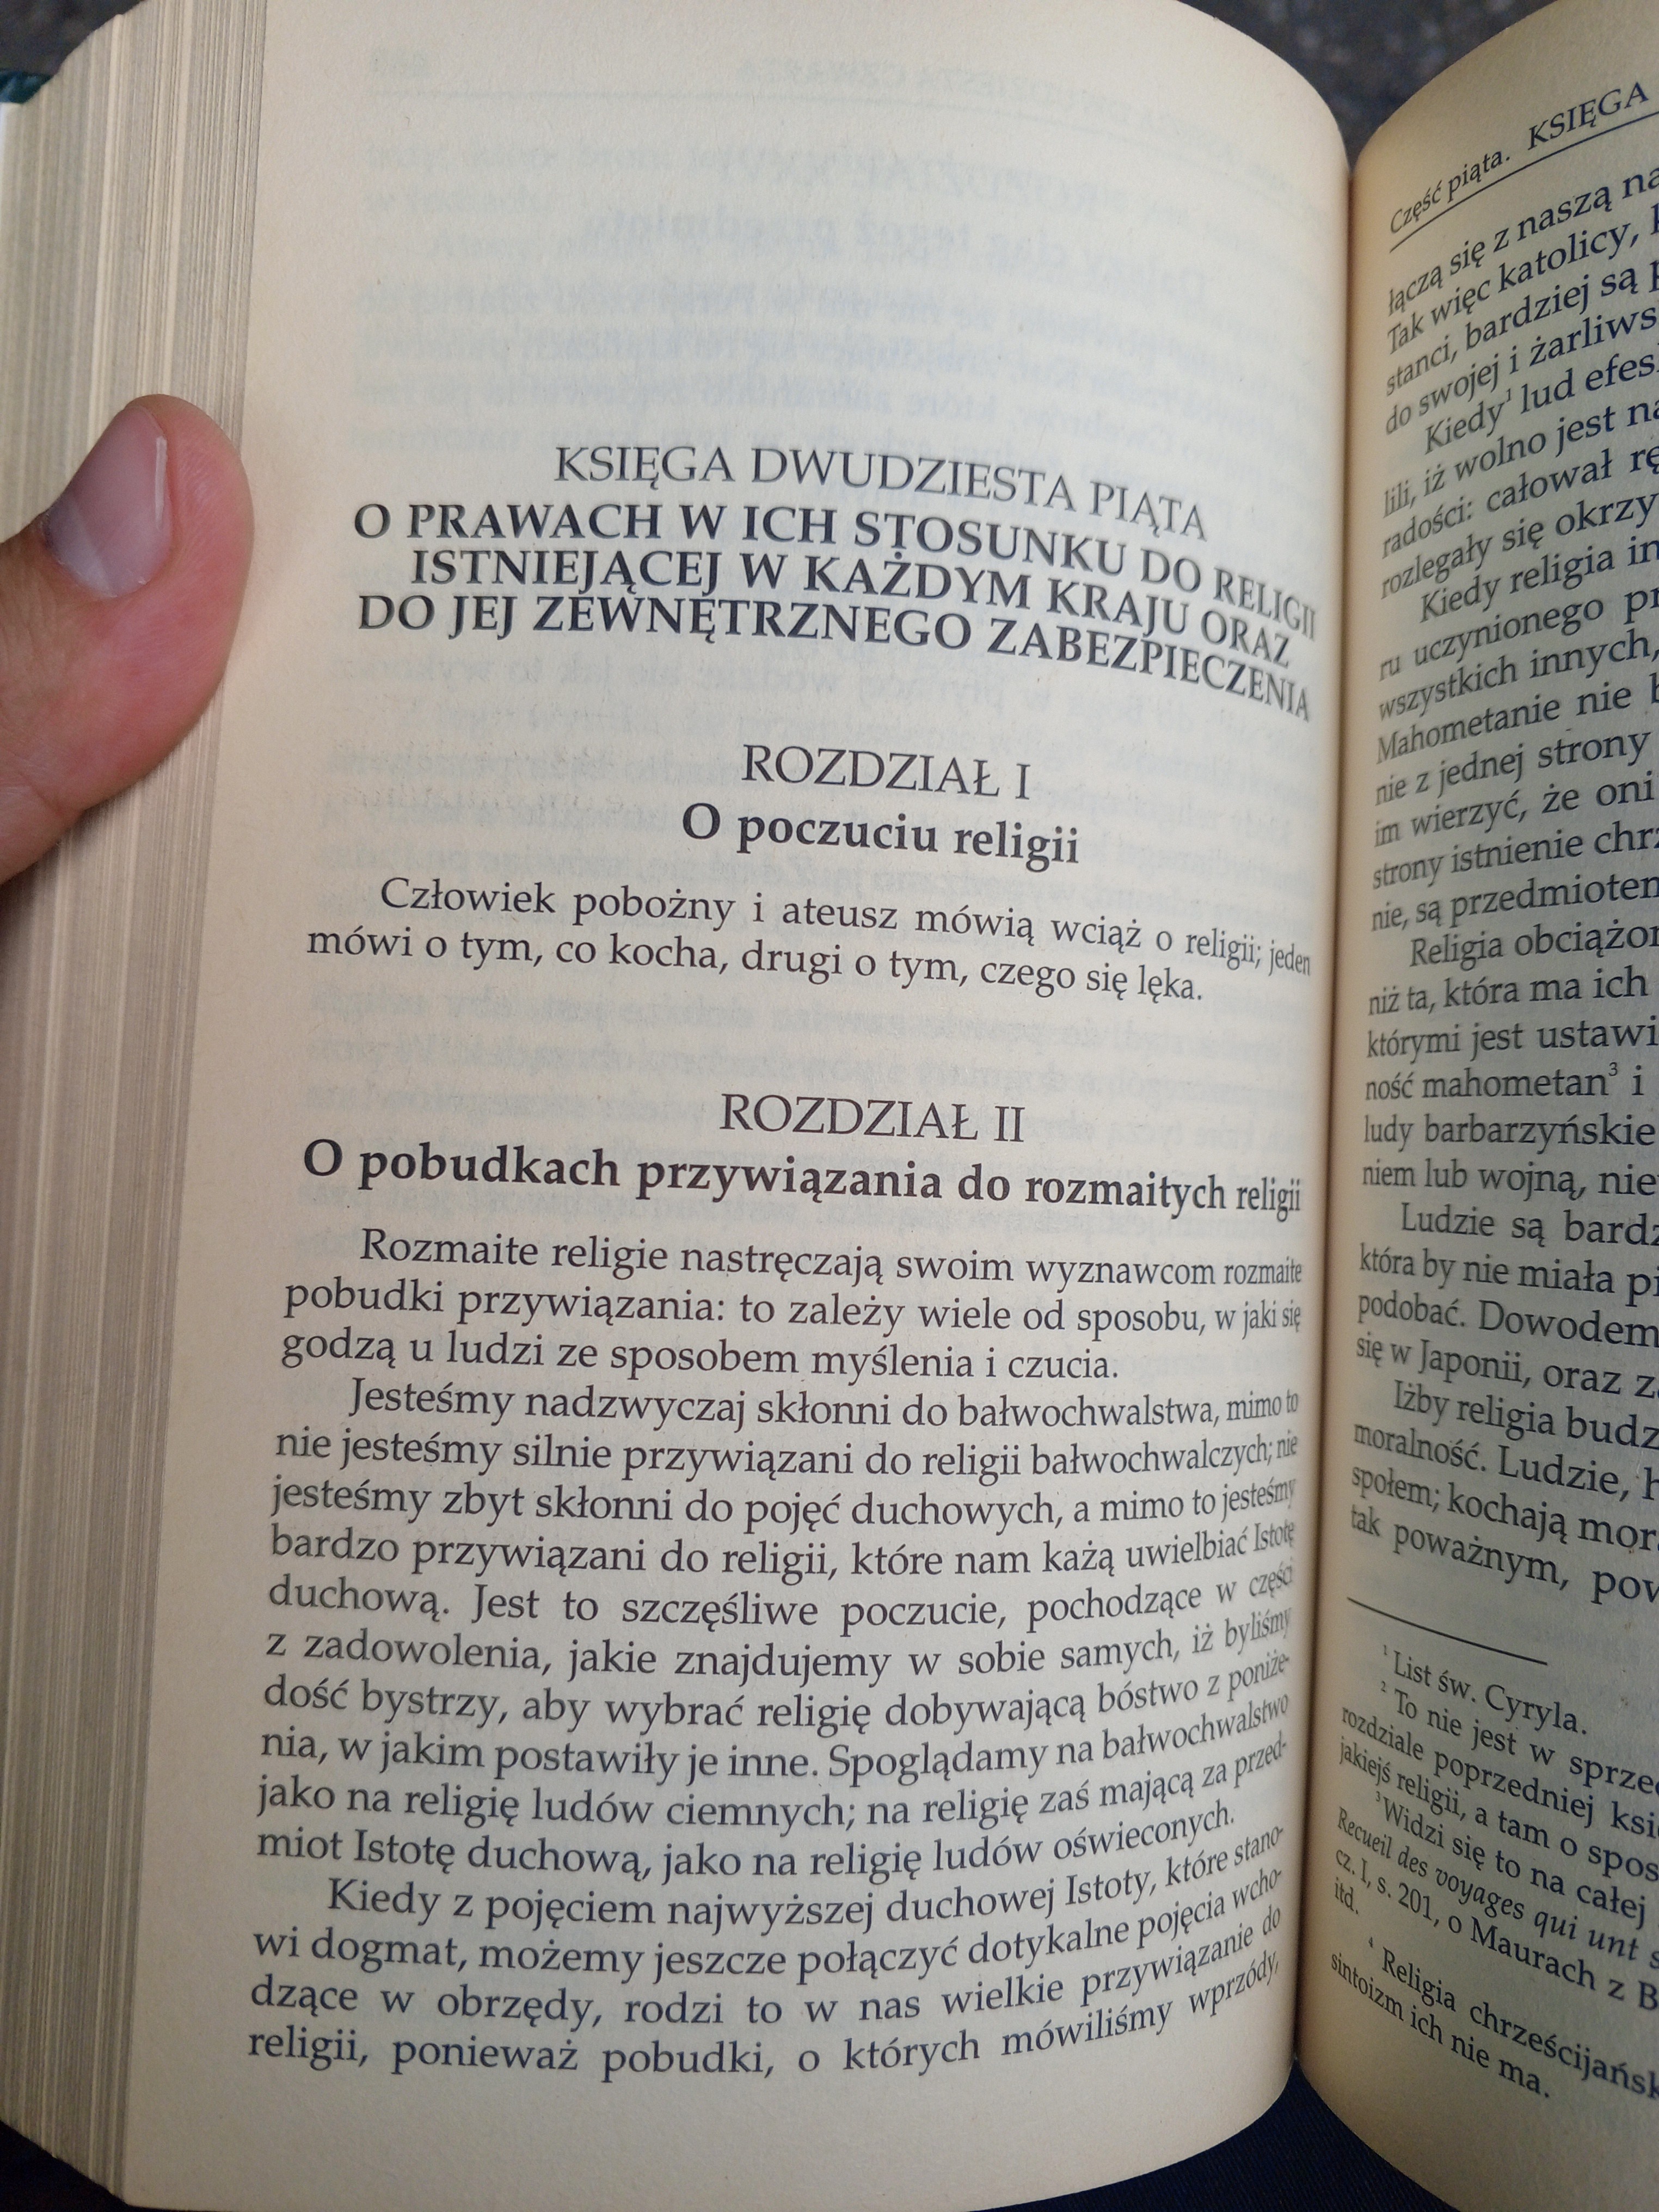 KSIĘGA DWUDZIESTA PIĄTA
O PRAWACH W ICH STOSUNKU DO RELIGII
ISTNIEJĄCEJ W KAŻDYM KRAJU ORAZ
DO JEJ ZEWNĘTRZNEGO ZABEZPIECZENIA
ROZDZIAŁ I
O poczuciu religii
Człowiek pobożny i ateusz mówią wciąż o religii; jeden
mówi o tym, co kocha, drugi o tym, czego się lęka.
ROZDZIAŁ II
O pobudkach przywiązania do rozmaitych religii
Rozmaite religie nastręczają swoim wyznawcom rozmaite
pobudki przywiązania: to zależy wiele od sposobu, w jaki się
godzą u ludzi ze sposobem myślenia i czucia.
Jesteśmy nadzwyczaj skłonni do bałwochwalstwa, mimo to
nie jesteśmy silnie przywiązani do religii bałwochwalczych; nie
jesteśmy zbyt skłonni do pojęć duchowych, a mimo to jesteśmy
bardzo przywiązani do religii, które nam każą uwielbiać Istotę
duchową. Jest to szczęśliwe poczucie, pochodzące w części
z zadowolenia, jakie znajdujemy w sobie samych, iż byliśmy
dość bystrzy, aby wybrać religię dobywającą bóstwo z poniże-
nia, w jakim postawiły je inne. Spoglądamy na bałwochwalstwo
jako na religię ludów ciemnych; na religię zaś mającą za przed-
miot Istotę duchową, jako na religię ludów oświeconych.
Kiedy z pojęciem najwyższej duchowej Istoty, które stano-
wi dogmat, możemy jeszcze połączyć dotykalne pojęcia wcho-
dzące w obrzędy, rodzi to w nas wielkie przywiązanie do
religii, ponieważ pobudki, o których mówiliśmy wprzódy,
Część piąta. KSIĘGA
łączą się z naszą
Tak więc katolicy,
stanci, bardziej są
do swojej i
Kiedy¹ lud
lili, iż wolno jest
radości: całował
rozlegały się
Kiedy religia
ru uczynionego
wszystkich innych,
Mahometanie nie
nie z jednej strony
im wierzyć, że oni
strony istnienie
nie, są
Religia
niż ta, która ma ich
którymi jest
ność mahometan³ i
ludy barbarzyńskie
niem lub wojną,
Ludzie są
która by nie miała
podobać. Dowodem
się w Japonii, oraz
Iżby religia
moralność. Ludzie,
społem; kochają
tak poważnym,
¹ List św. Cyryla.
² To nie jest w
rozdziale poprzedniej
jakiejś religii, a tam o
³ Widzi się to na całej
Recueil des voyages qui unt
cz. I, s. 201, o Maurach z
itd.
⁴ Religia
sintoizm ich nie ma.